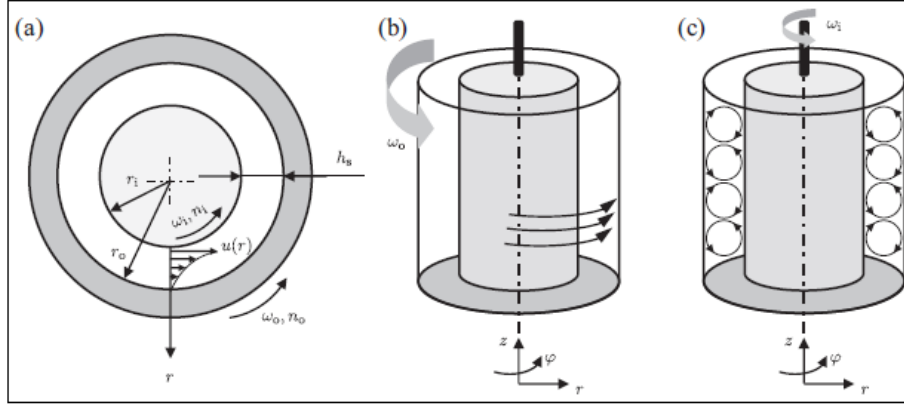 (a)
h_s
r_i
ω_i, n_i
r_o
u(r)
ω_o, n_o
r
(b)
ω_o
z
φ
r
(c)
ω_i
z
φ
r